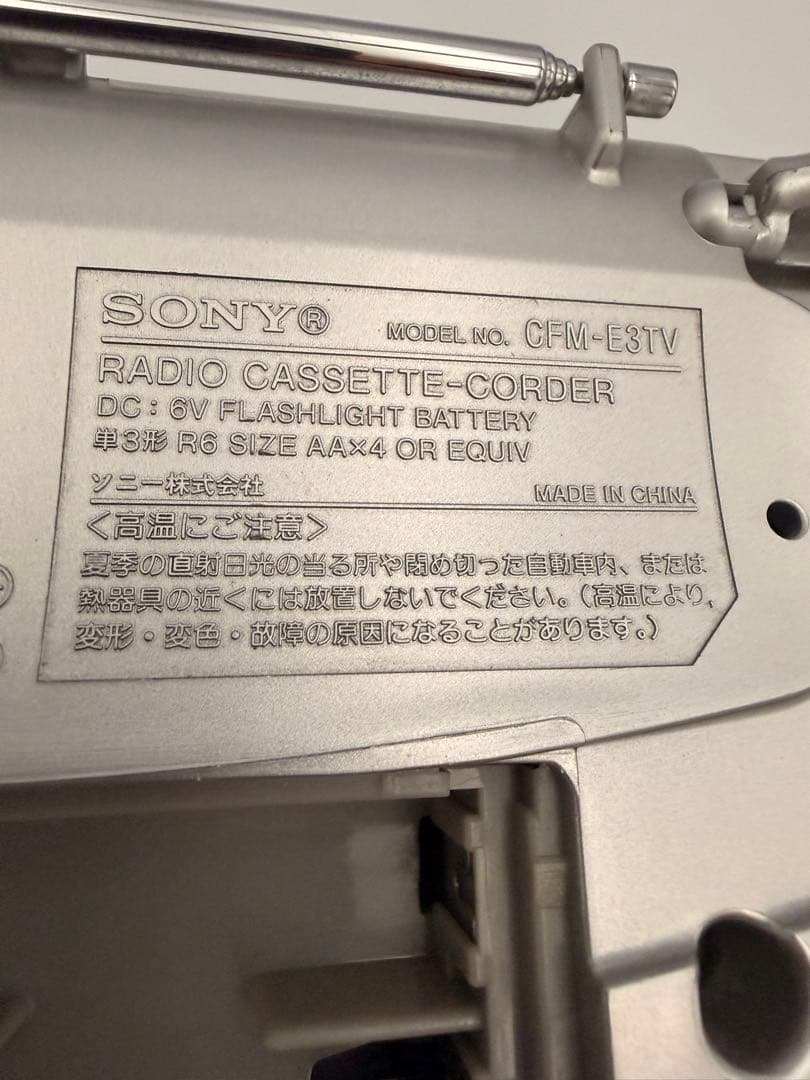 SONY®
MODEL NO. CFM-E3TV
RADIO CASSETTE-CORDER
DC: 6V FLASHLIGHT BATTERY
単3形 R6 SIZE AA×4 OR EQUIV
ソニー株式会社
MADE IN CHINA
<高温にご注意>
夏季の直射日光の当る所や閉め切った自動車内、または
熱器具の近くには放置しないでください。(高温により,
変形・変色・故障の原因になることがあります。)